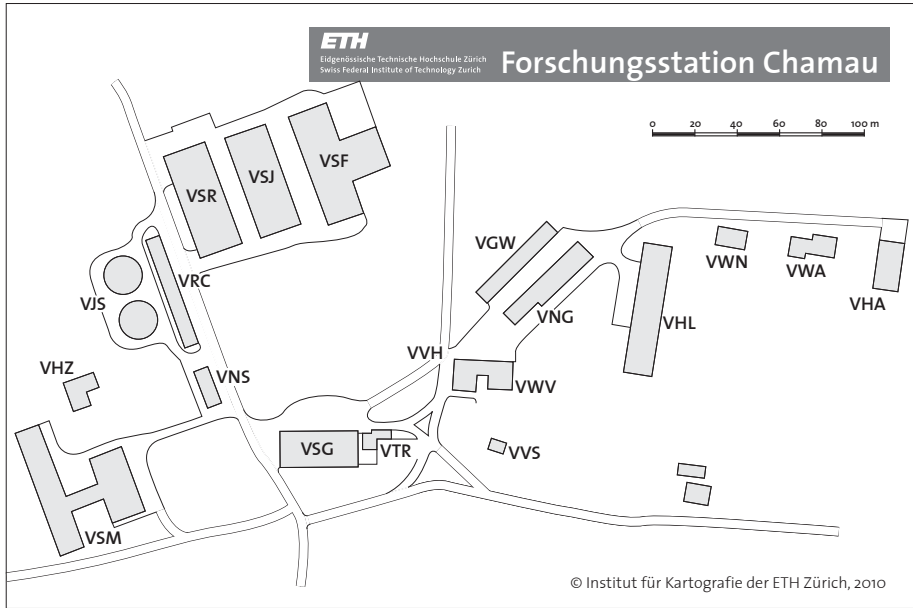 ETH
Eidgenössische Technische Hochschule Zürich
Swiss Federal Institute of Technology Zurich
Forschungsstation Chamau
0 20 40 60 80 100 m
VSF
VSJ
VSR
VGW
VWN
VWA
VRC
VJS
VHA
VNG
VHL
VVH
VHZ
VNS
VWV
VSG
VTR
VVS
VSM
© Institut für Kartografie der ETH Zürich, 2010